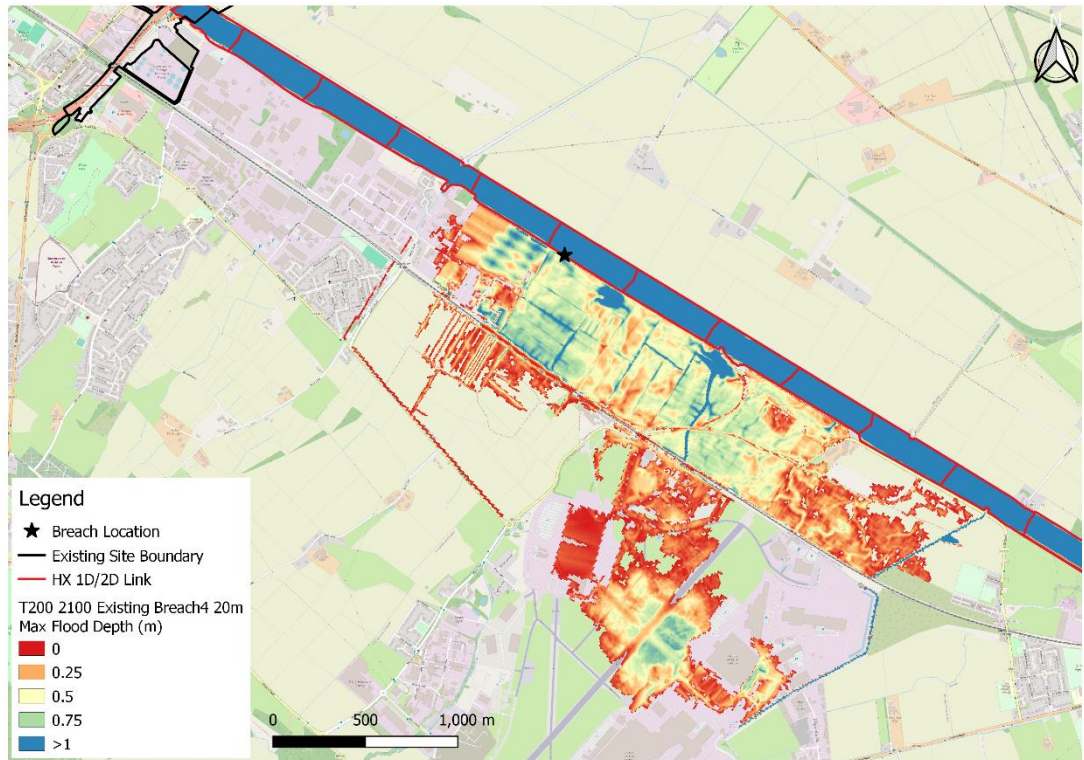 N
Legend
Breach Location
Existing Site Boundary
HX 1D/2D Link
T200 2100 Existing Breach4 20m
Max Flood Depth (m)
0
0.25
0.5
0.75
>1
0 500 1,000 m